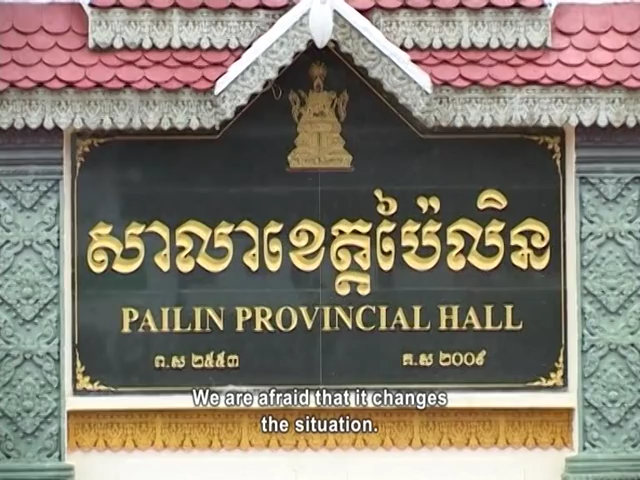 សាលាខេត្តប៉ៃលិន
PAILIN PROVINCIAL HALL
ព.ស ២៥៥៣ គ.ស ២០០៩
We are afraid that it changes
the situation.